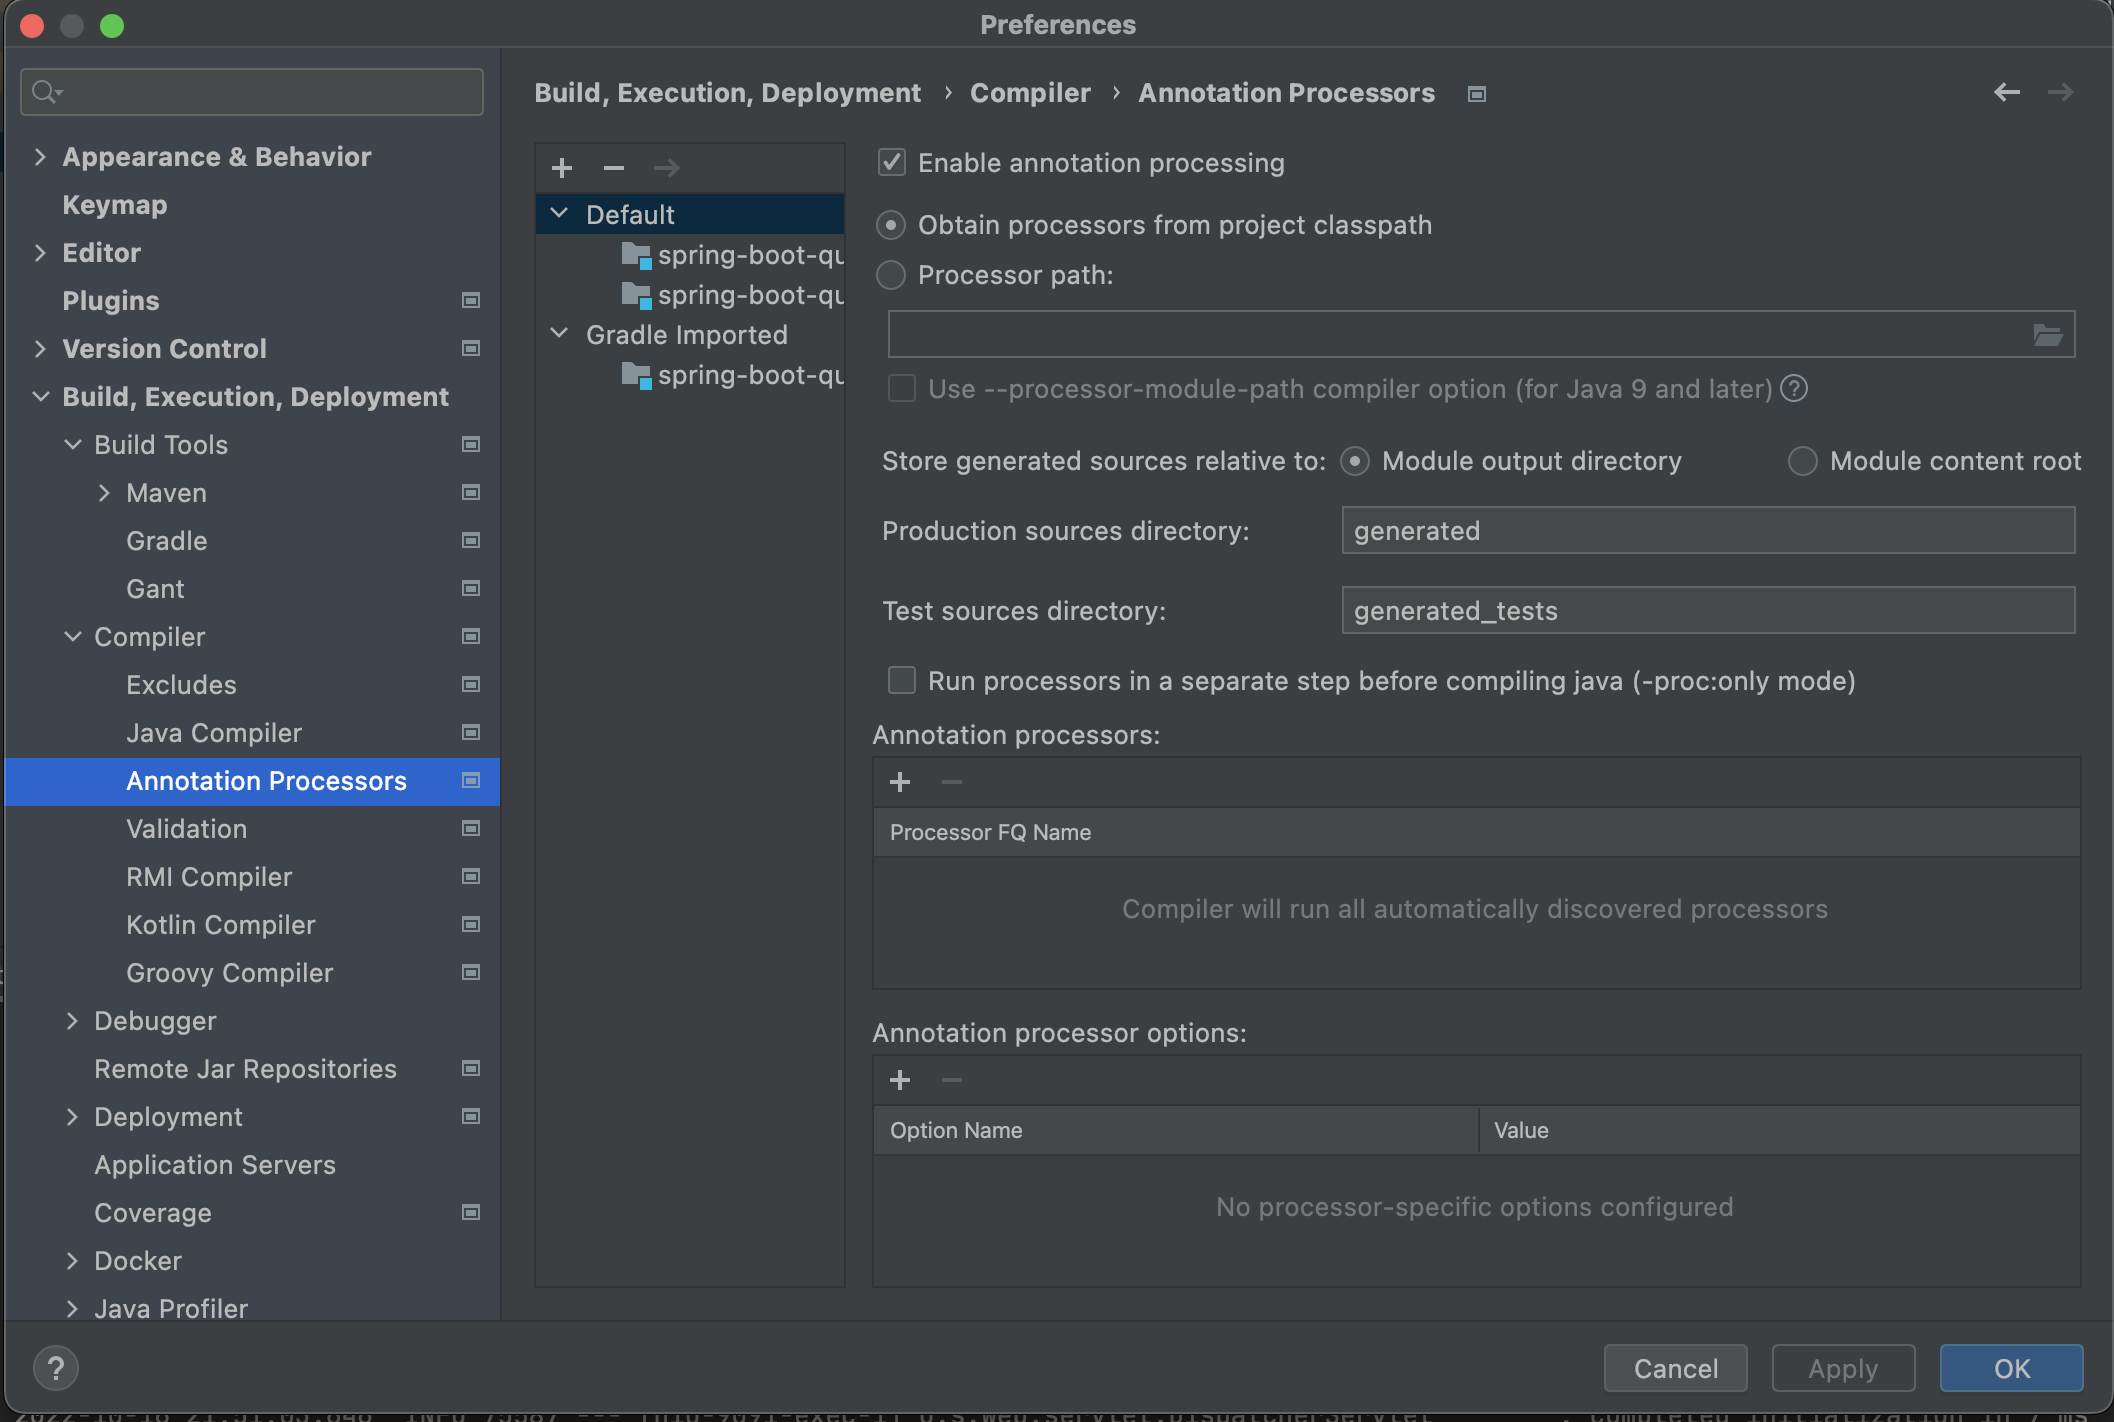 Preferences
Appearance & Behavior
Keymap
Editor
Plugins
Version Control
Build, Execution, Deployment
Build Tools
Maven
Gradle
Gant
Compiler
Excludes
Java Compiler
Annotation Processors
Validation
RMI Compiler
Kotlin Compiler
Groovy Compiler
Debugger
Remote Jar Repositories
Deployment
Application Servers
Coverage
Docker
Java Profiler
Build, Execution, Deployment › Compiler › Annotation Processors
Default
spring-boot-qu
spring-boot-qu
Gradle Imported
spring-boot-qu
Enable annotation processing
Obtain processors from project classpath
Processor path:
Use --processor-module-path compiler option (for Java 9 and later) ?
Store generated sources relative to: Module output directory Module content root
Production sources directory: generated
Test sources directory: generated_tests
Run processors in a separate step before compiling java (-proc:only mode)
Annotation processors:
Processor FQ Name
Compiler will run all automatically discovered processors
Annotation processor options:
Option Name Value
No processor-specific options configured
? Cancel Apply OK